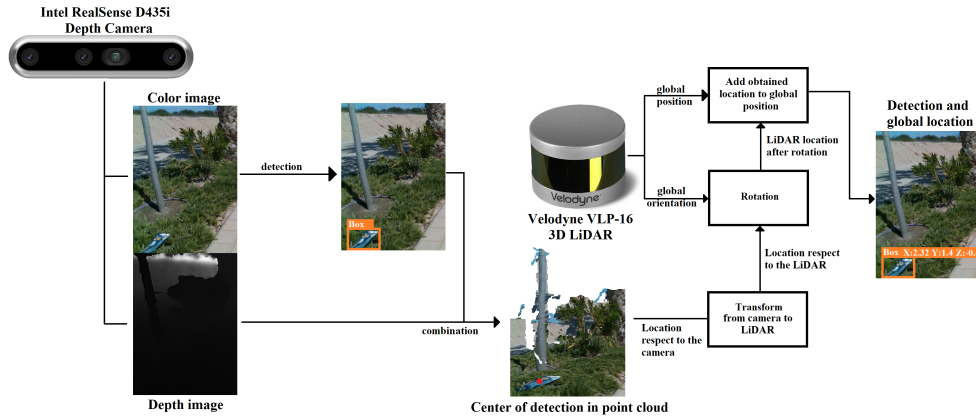 Intel RealSense D435i
Depth Camera
Color image
detection
Box
Depth image
combination
Velodyne
Velodyne VLP-16
3D LiDAR
Center of detection in point cloud
global
position
global
orientation
Add obtained
location to global
position
LiDAR location
after rotation
Rotation
Location respect
to the LiDAR
Transform
from camera to
LiDAR
Location
respect to the
camera
Detection and
global location
Box X:2.32 Y:1.4 Z:-0.